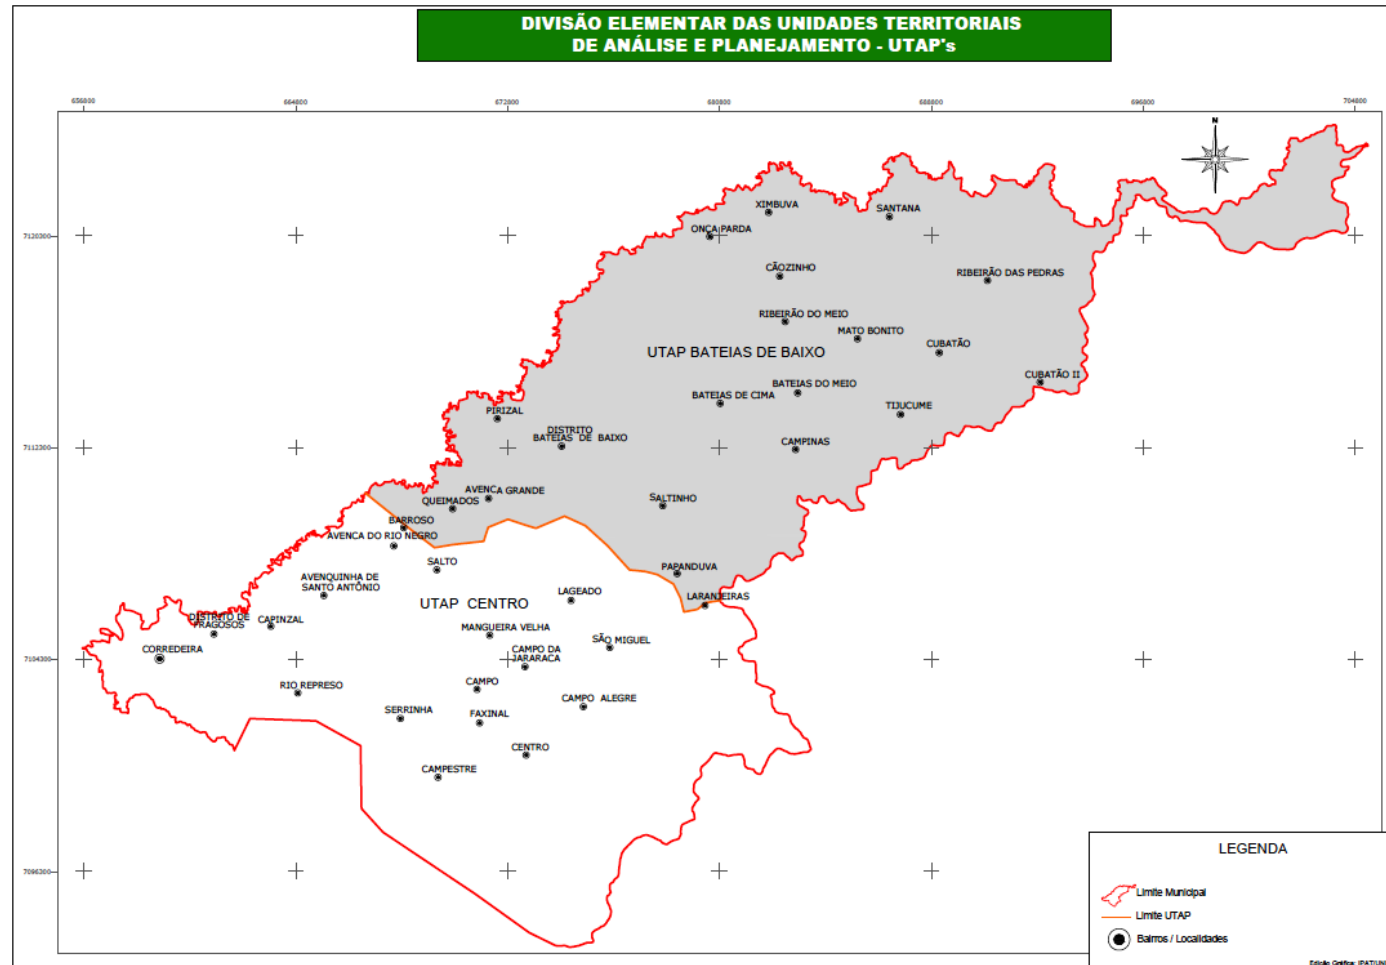 DIVISÃO ELEMENTAR DAS UNIDADES TERRITORIAIS
DE ANÁLISE E PLANEJAMENTO - UTAP's
656800
664800
672800
680800
688800
696800
704800
N
XIMBUVA
SANTANA
7120300
ONÇA PARDA
CÃOZINHO
RIBEIRÃO DAS PEDRAS
RIBEIRÃO DO MEIO
MATO BONITO
CUBATÃO
UTAP BATEIAS DE BAIXO
CUBATÃO II
BATEIAS DO MEIO
BATEIAS DE CIMA
TIJUCUME
PIRIZAL
DISTRITO
BATEIAS DE BAIXO
CAMPINAS
7112300
AVENCA GRANDE
QUEIMADOS
SALTINHO
BARROSO
AVENCA DO RIO NEGRO
SALTO
PAPANDUVA
AVENQUINHA DE
SANTO ANTÔNIO
LAGEADO
LARANJEIRAS
UTAP CENTRO
DISTRITO DE
FRAGOSOS
CAPINZAL
MANGUEIRA VELHA
SÃO MIGUEL
CORREDEIRA
CAMPO DA
JARARACA
7104300
RIO REPRESO
CAMPO
CAMPO ALEGRE
SERRINHA
FAXINAL
CENTRO
CAMPESTRE
7096300
LEGENDA
Limite Municipal
Limite UTAP
Bairros / Localidades
Edição Gráfica: IPAT/UN